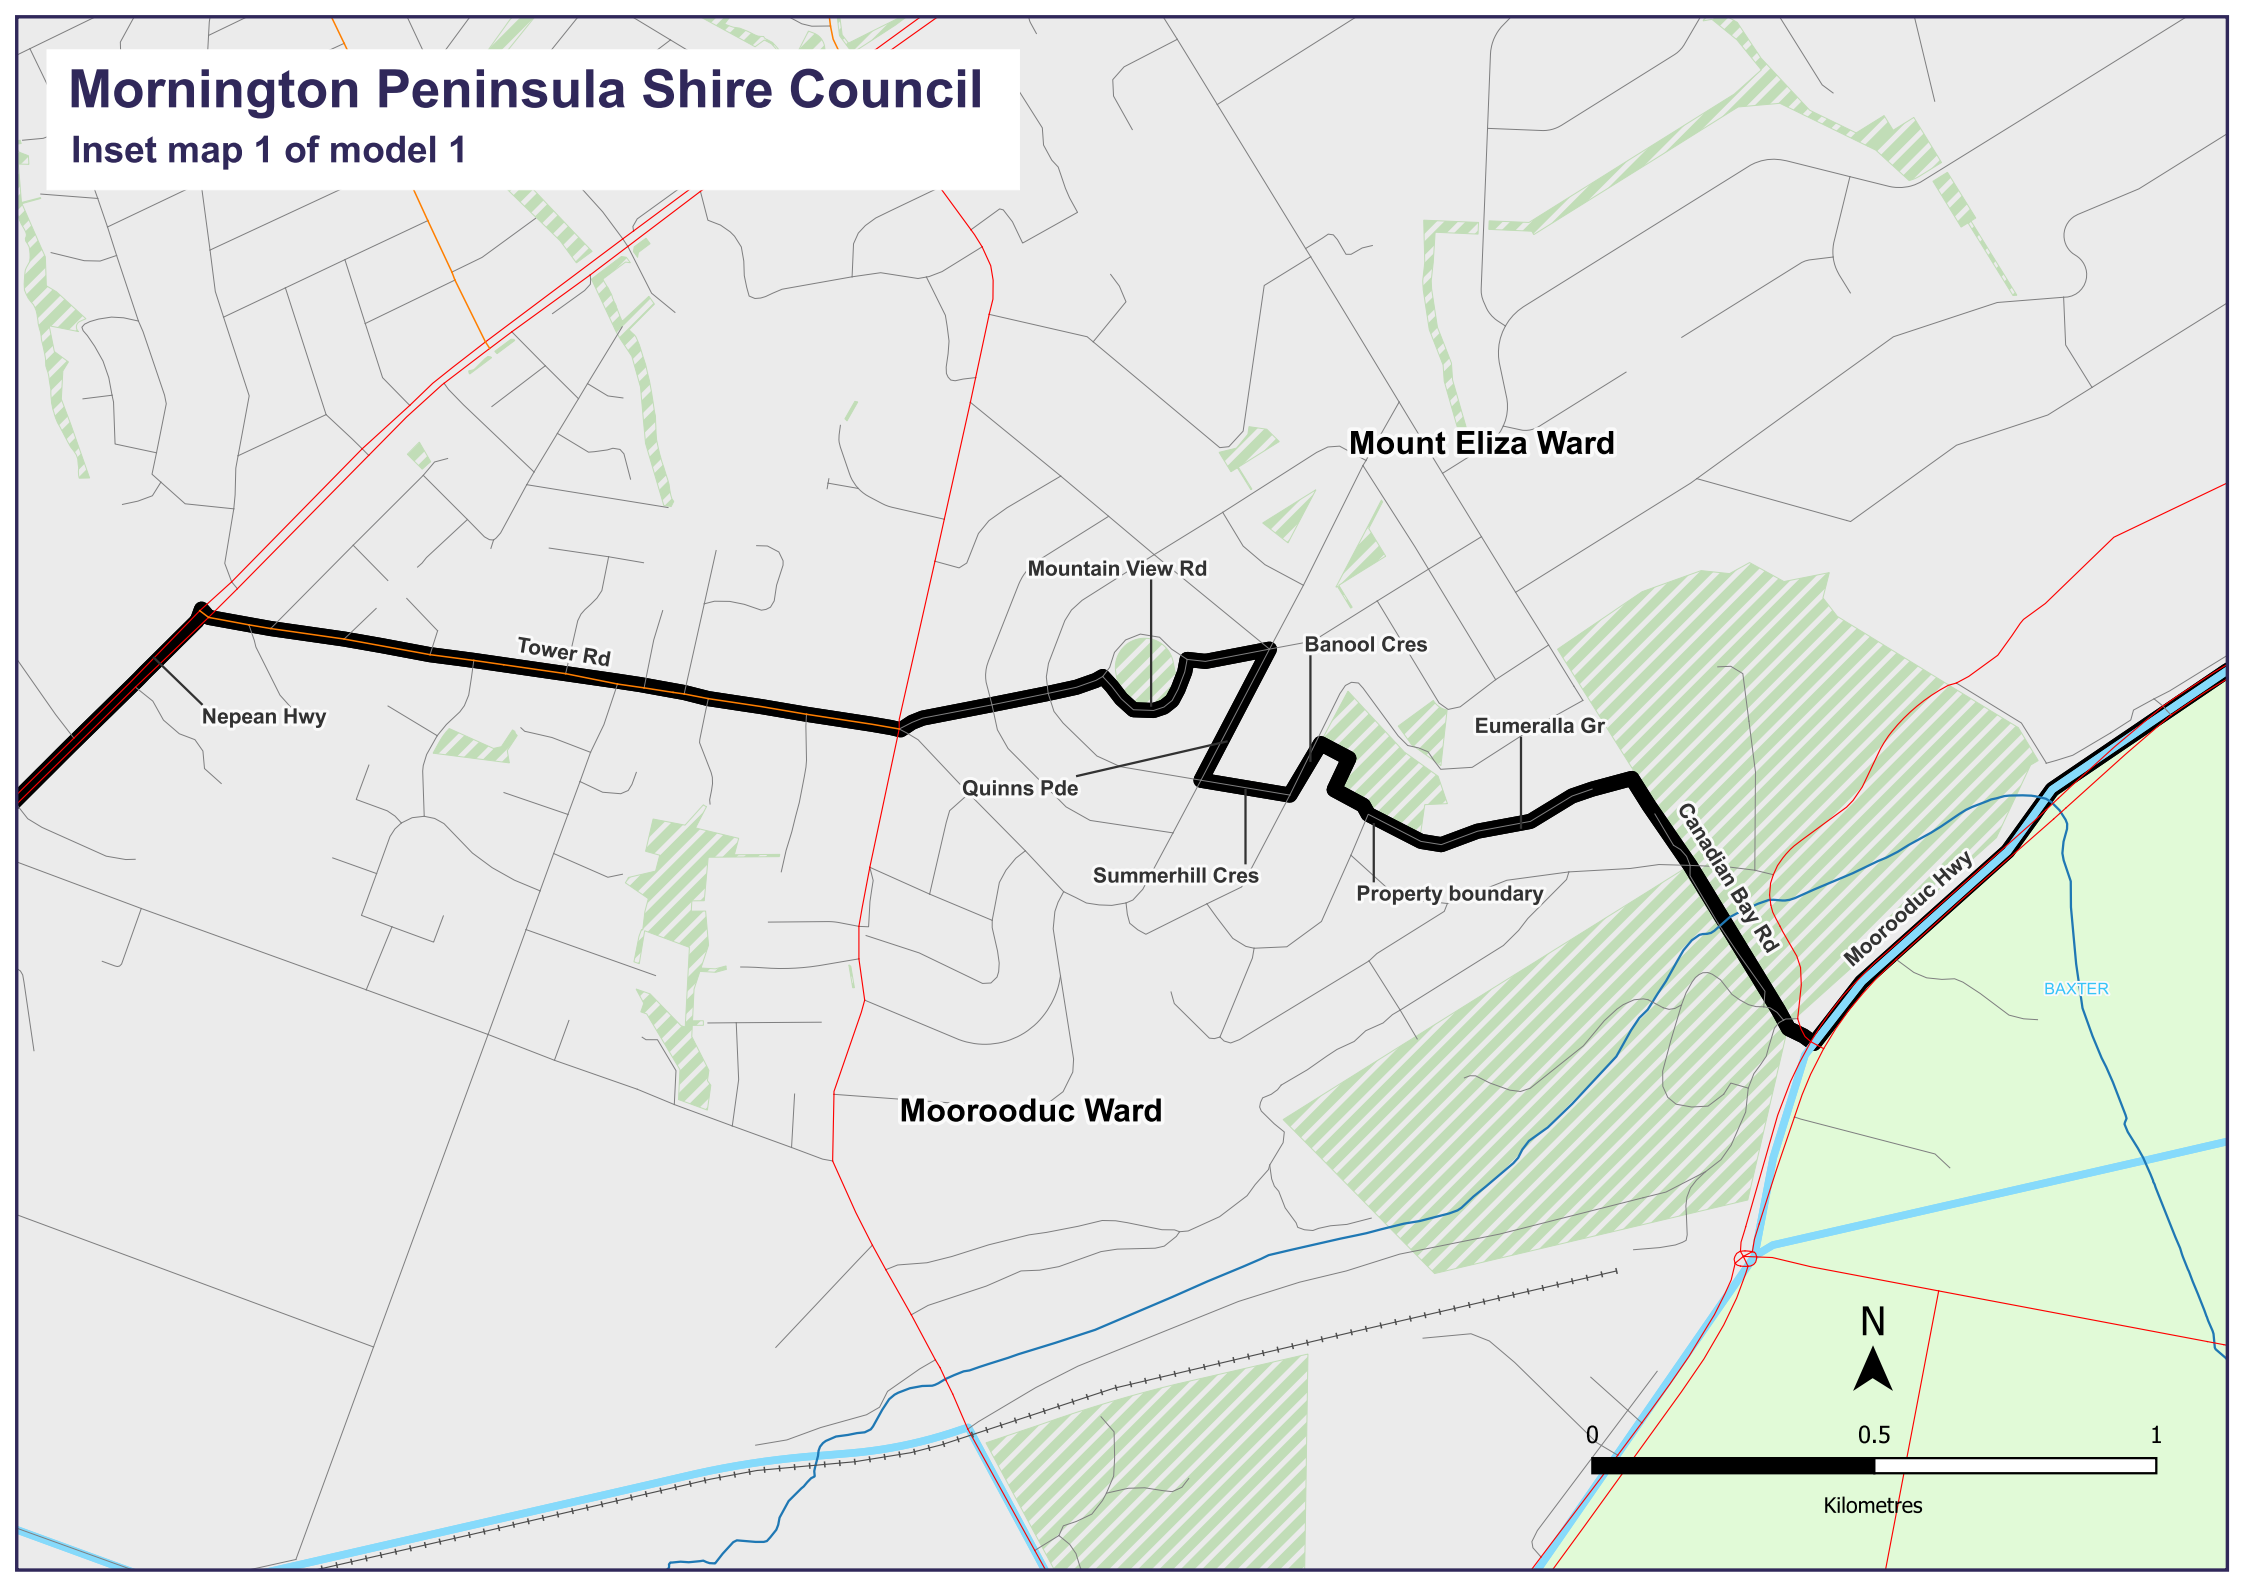 Mornington Peninsula Shire Council
Inset map 1 of model 1
Mount Eliza Ward
Mountain View Rd
Tower Rd
Banool Cres
Nepean Hwy
Eumeralla Gr
Quinns Pde
Canadian Bay Rd
Summerhill Cres
Property boundary
Moorooduc Hwy
BAXTER
Moorooduc Ward
N
0 0.5 1
Kilometres